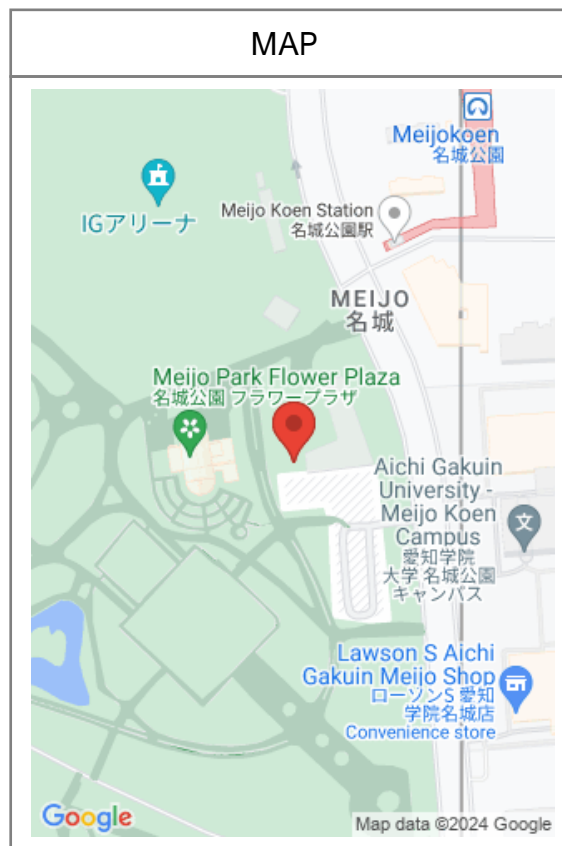 MAP
Meijokoen
名城公園
IGアリーナ
Meijo Koen Station
名城公園駅
MEIJO
名城
Meijo Park Flower Plaza
名城公園 フラワープラザ
Aichi Gakuin
University -
Meijo Koen
Campus
愛知学院
大学 名城公園
キャンパス
文
Lawson S Aichi
Gakuin Meijo Shop
ローソンS 愛知
学院名城店
Convenience store
Google
Map data ©2024 Google